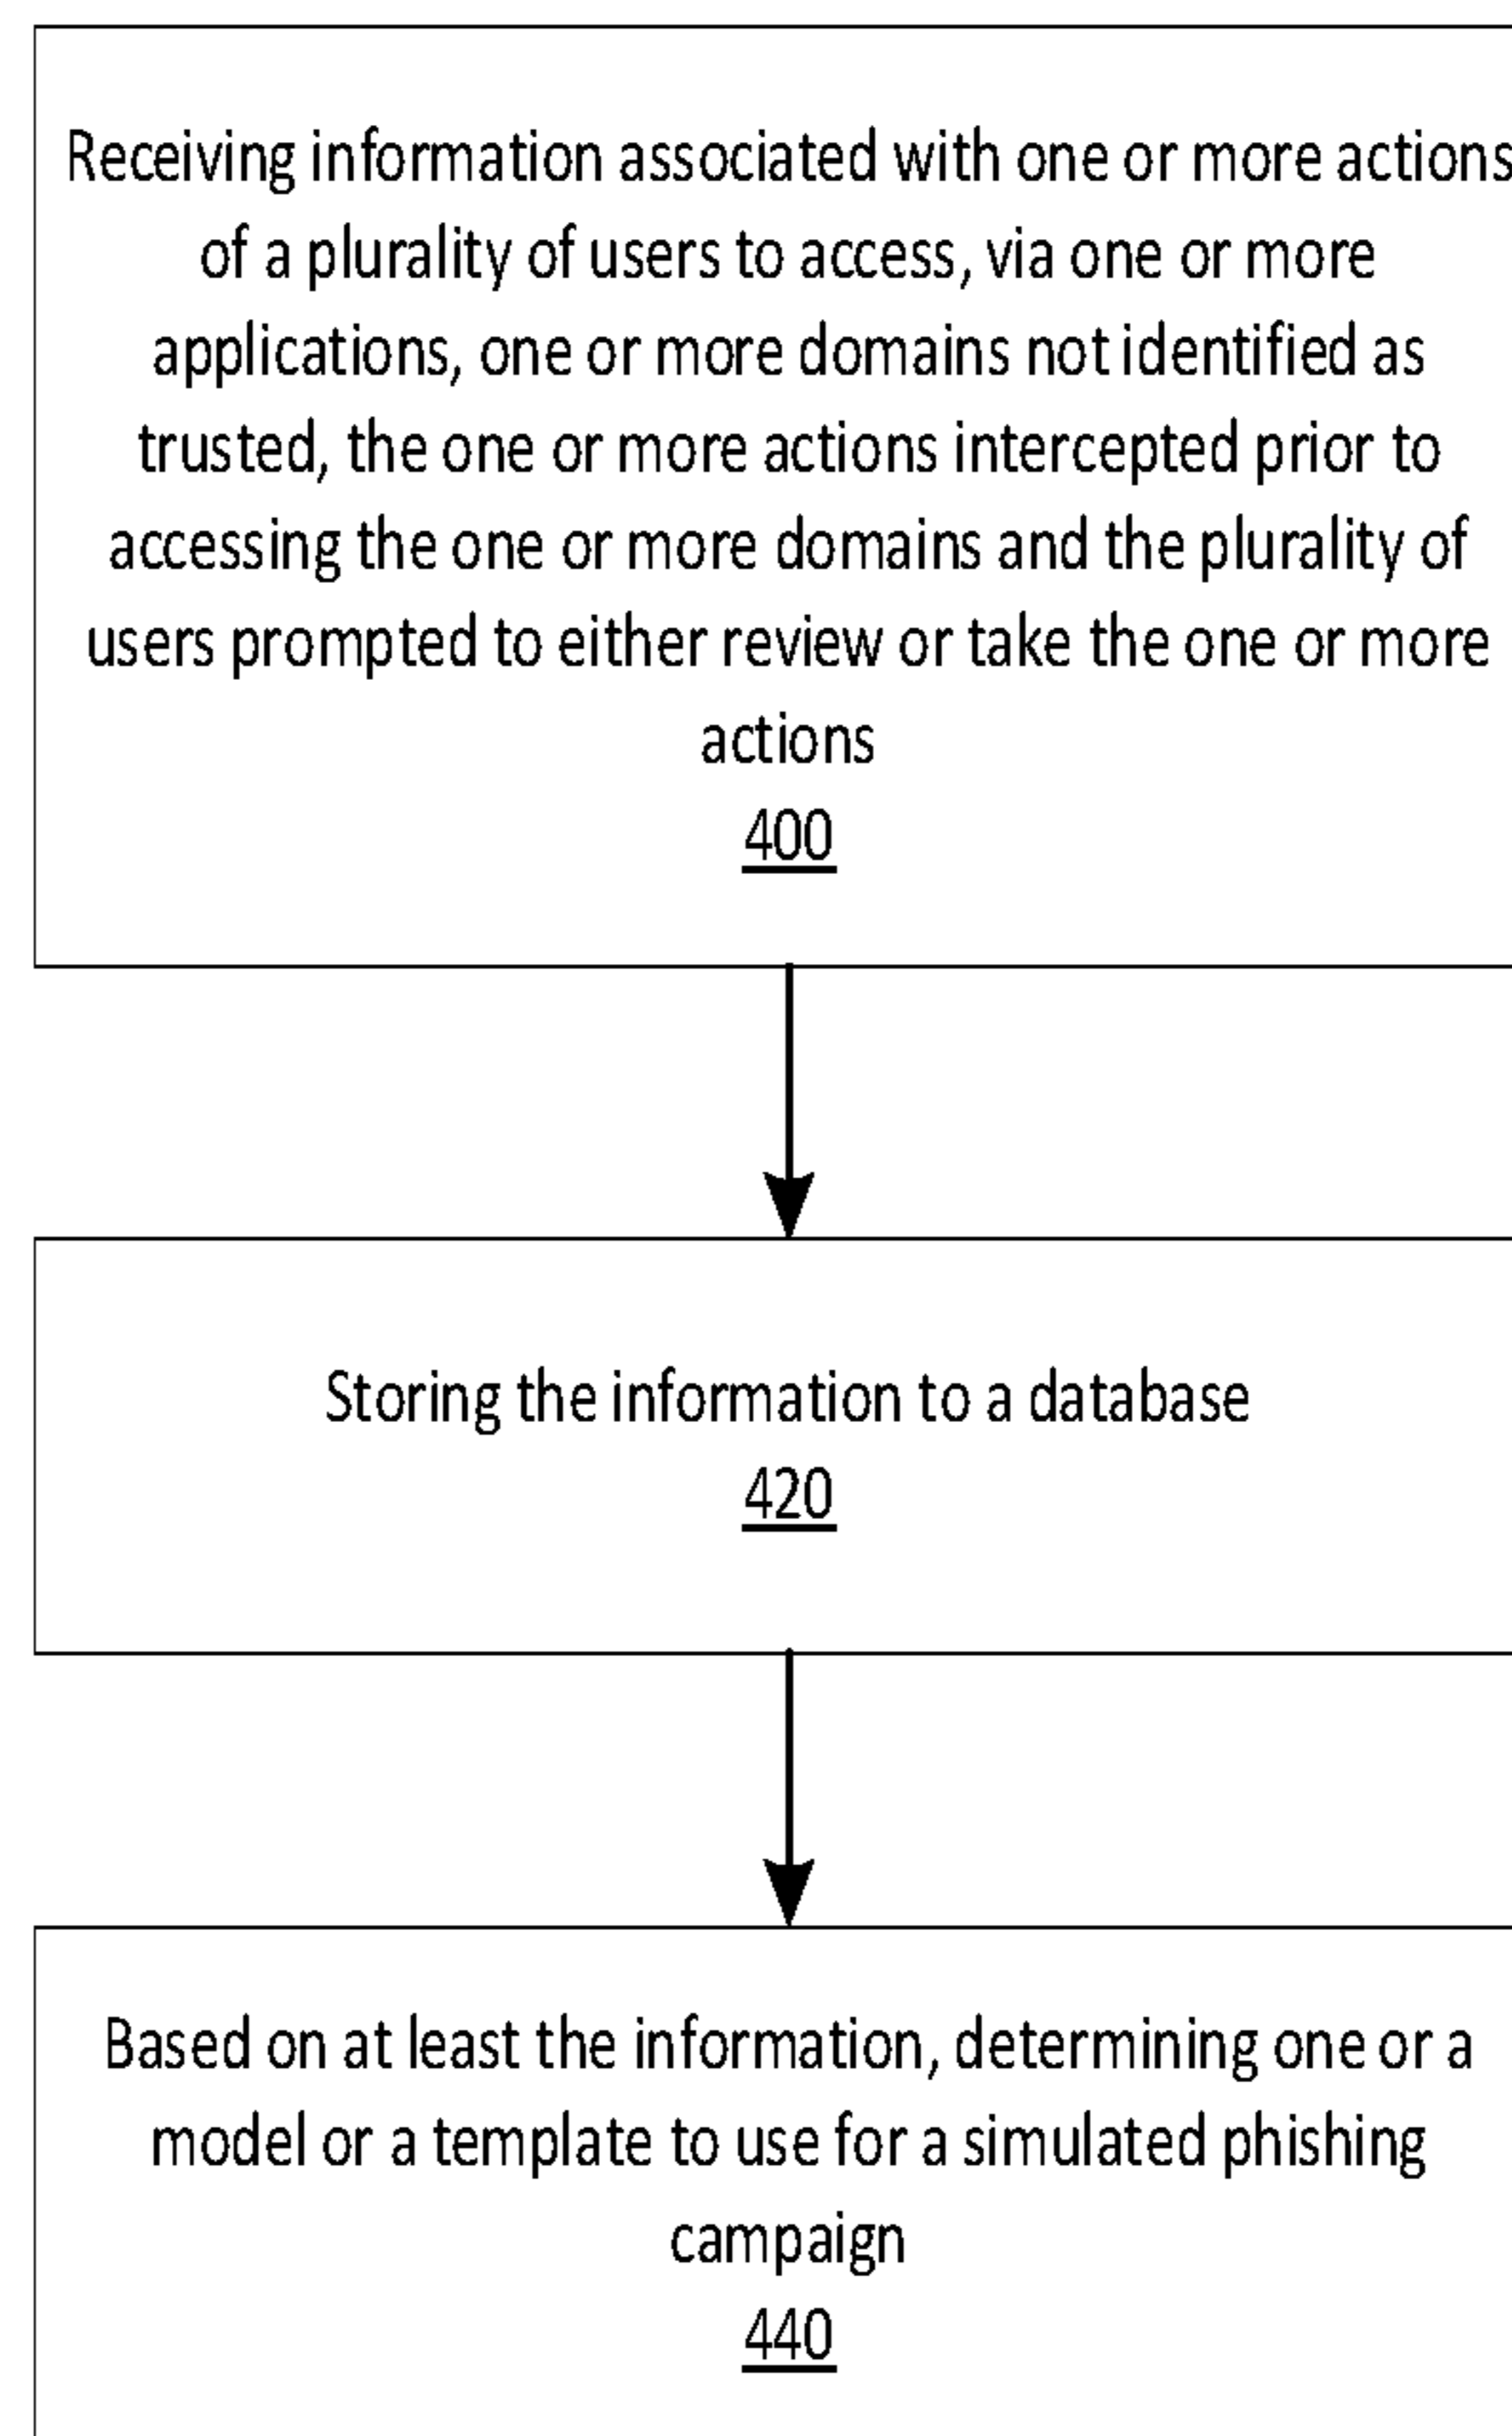 Receiving information associated with one or more actions
of a plurality of users to access, via one or more
applications, one or more domains not identified as
trusted, the one or more actions intercepted prior to
accessing the one or more domains and the plurality of
users prompted to either review or take the one or more
actions
400
Storing the information to a database
420
Based on at least the information, determining one or a
model or a template to use for a simulated phishing
campaign
440